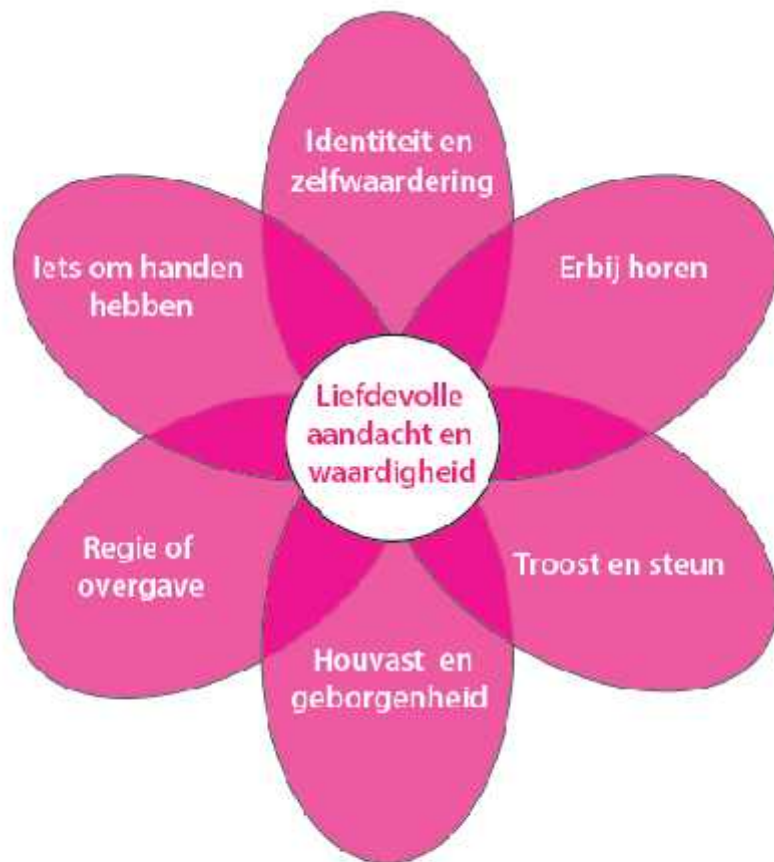 Identiteit en
zelfwaardering
Iets om handen
hebben
Erbij horen
Liefdevolle
aandacht en
waardigheid
Regie of
overgave
Troost en steun
Houvast en
geborgenheid